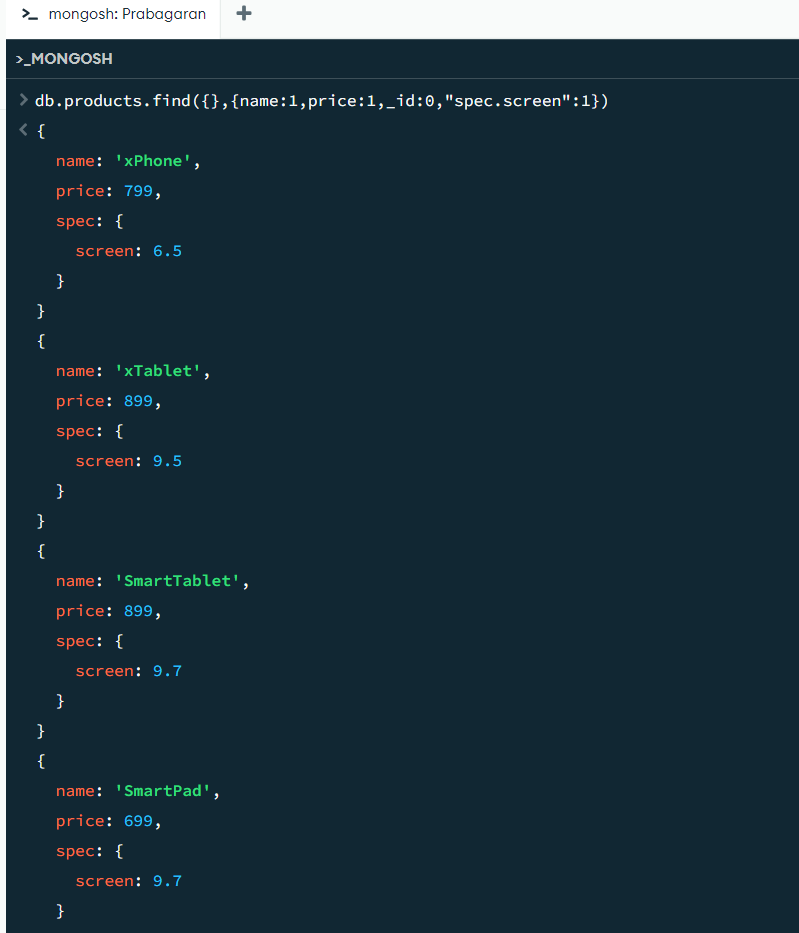 >_ mongosh: Prabagaran +
>_MONGOSH
> db.products.find({},{name:1,price:1,_id:0,"spec.screen":1})
< {
name: 'xPhone',
price: 799,
spec: {
screen: 6.5
}
}
{
name: 'xTablet',
price: 899,
spec: {
screen: 9.5
}
}
{
name: 'SmartTablet',
price: 899,
spec: {
screen: 9.7
}
}
{
name: 'SmartPad',
price: 699,
spec: {
screen: 9.7
}